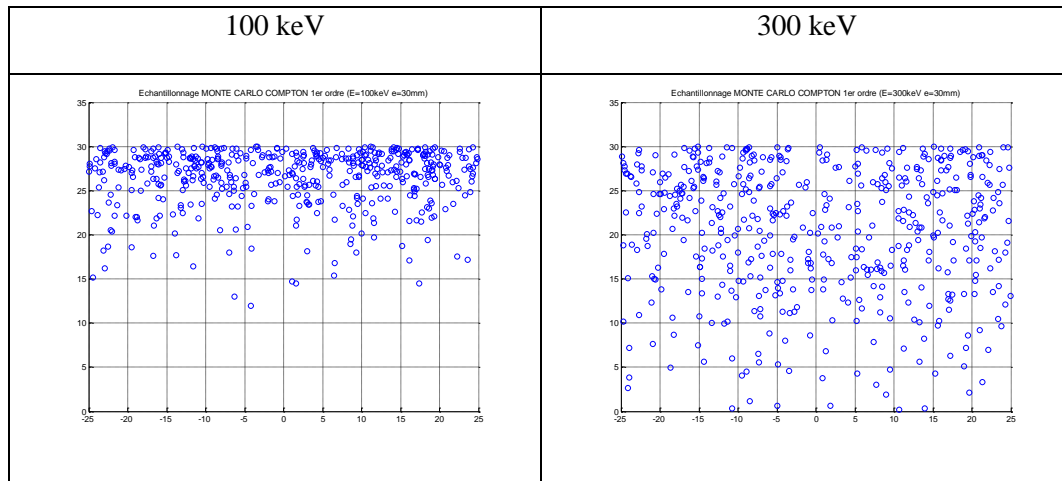 100 keV
300 keV
Echantillonnage MONTE CARLO COMPTON 1er ordre (E=100keV e=30mm)
35
30
25
20
15
10
5
0
-25 -20 -15 -10 -5 0 5 10 15 20 25
Echantillonnage MONTE CARLO COMPTON 1er ordre (E=300keV e=30mm)
35
30
25
20
15
10
5
0
-25 -20 -15 -10 -5 0 5 10 15 20 25